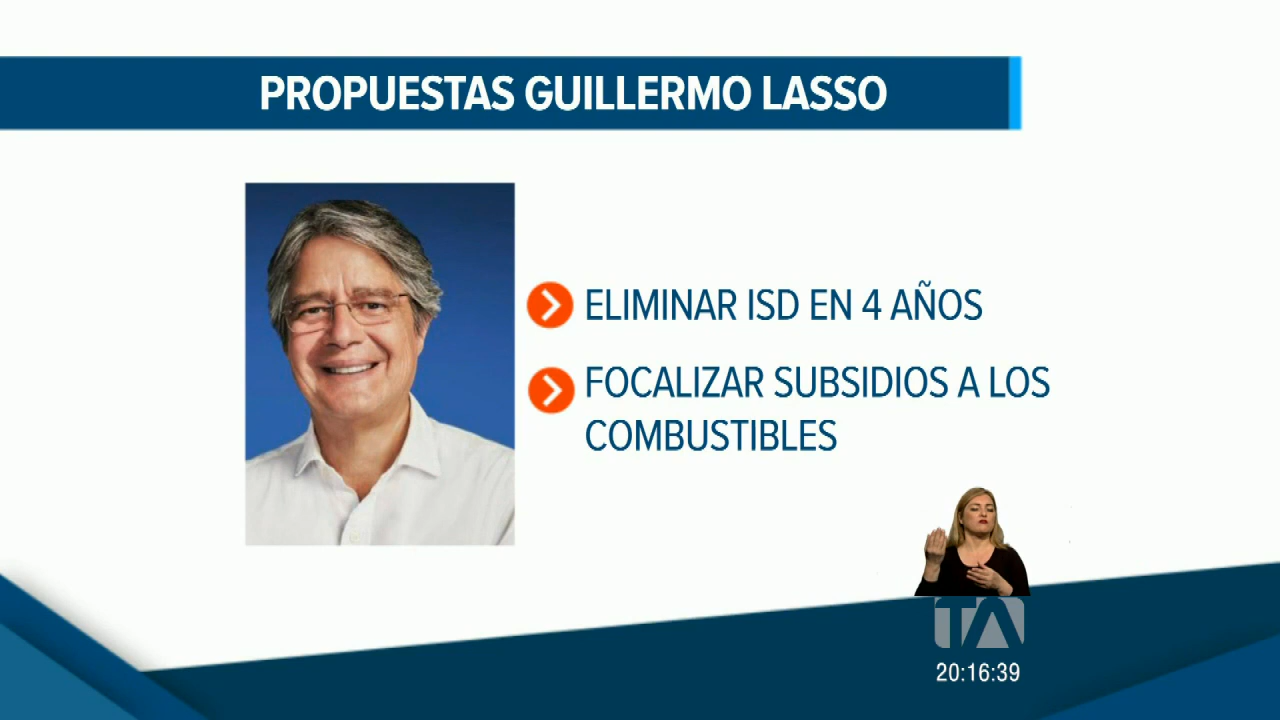 PROPUESTAS GUILLERMO LASSO
ELIMINAR ISD EN 4 AÑOS
FOCALIZAR SUBSIDIOS A LOS
COMBUSTIBLES
TA
20:16:39